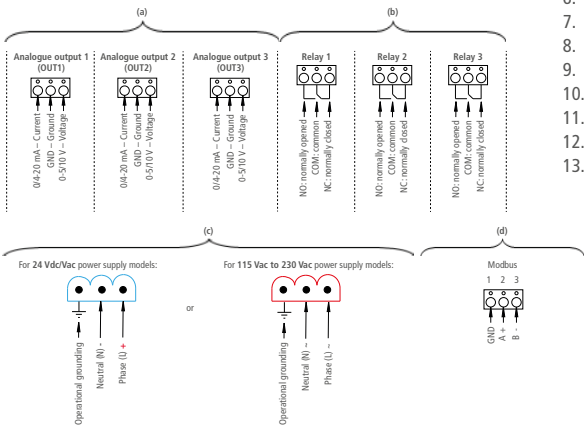 (a)
(b)
Analogue output 1
(OUT1)
Analogue output 2
(OUT2)
Analogue output 3
(OUT3)
Relay 1
Relay 2
Relay 3
0/4-20 mA – Current
GND – Ground
0-5/10 V – Voltage
0/4-20 mA – Current
GND – Ground
0-5/10 V – Voltage
0/4-20 mA – Current
GND – Ground
0-5/10 V – Voltage
NO: normally opened
COM: common
NC: normally closed
NO: normally opened
COM: common
NC: normally closed
NO: normally opened
COM: common
NC: normally closed
7.
8.
9.
10.
11.
12.
13.
(c)
(d)
For 24 Vdc/Vac power supply models:
or
For 115 Vac to 230 Vac power supply models:
Operational grounding
Neutral (N) -
Phase (L) +
Operational grounding
Neutral (N) ~
Phase (L) ~
Modbus
1 2 3
GND
A +
B -